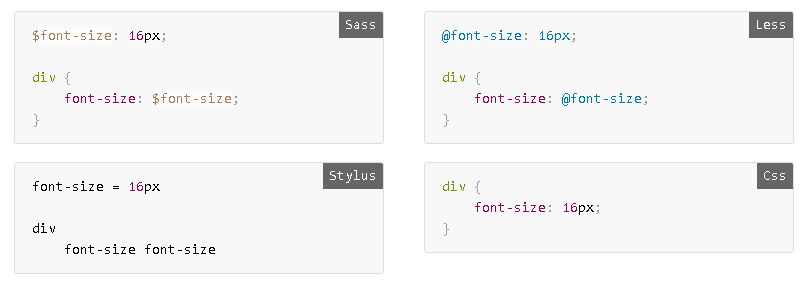 Sass
$font-size: 16px;
div {
    font-size: $font-size;
}
Less
@font-size: 16px;
div {
    font-size: @font-size;
}
Stylus
font-size = 16px
div
    font-size font-size
Css
div {
    font-size: 16px;
}